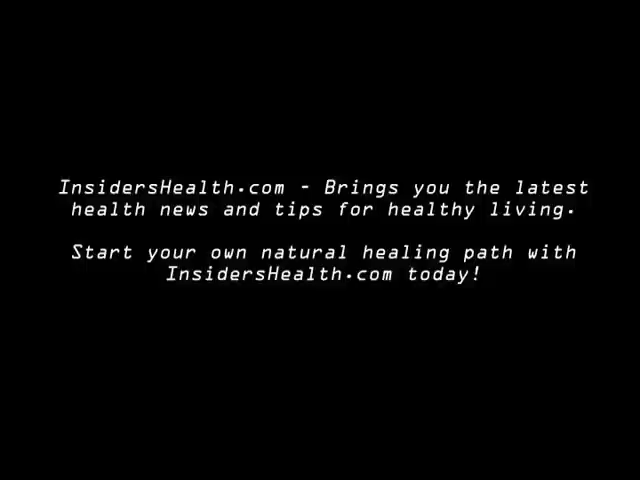 InsidersHealth.com - Brings you the latest
health news and tips for healthy living.
Start your own natural healing path with
InsidersHealth.com today!